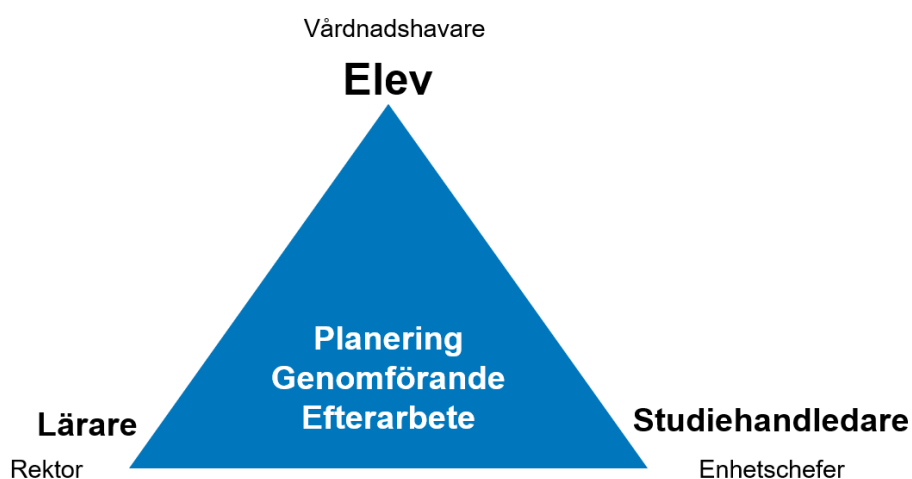 Vårdnadshavare
Elev
Planering
Genomförande
Efterarbete
Lärare
Studiehandledare
Rektor
Enhetschefer